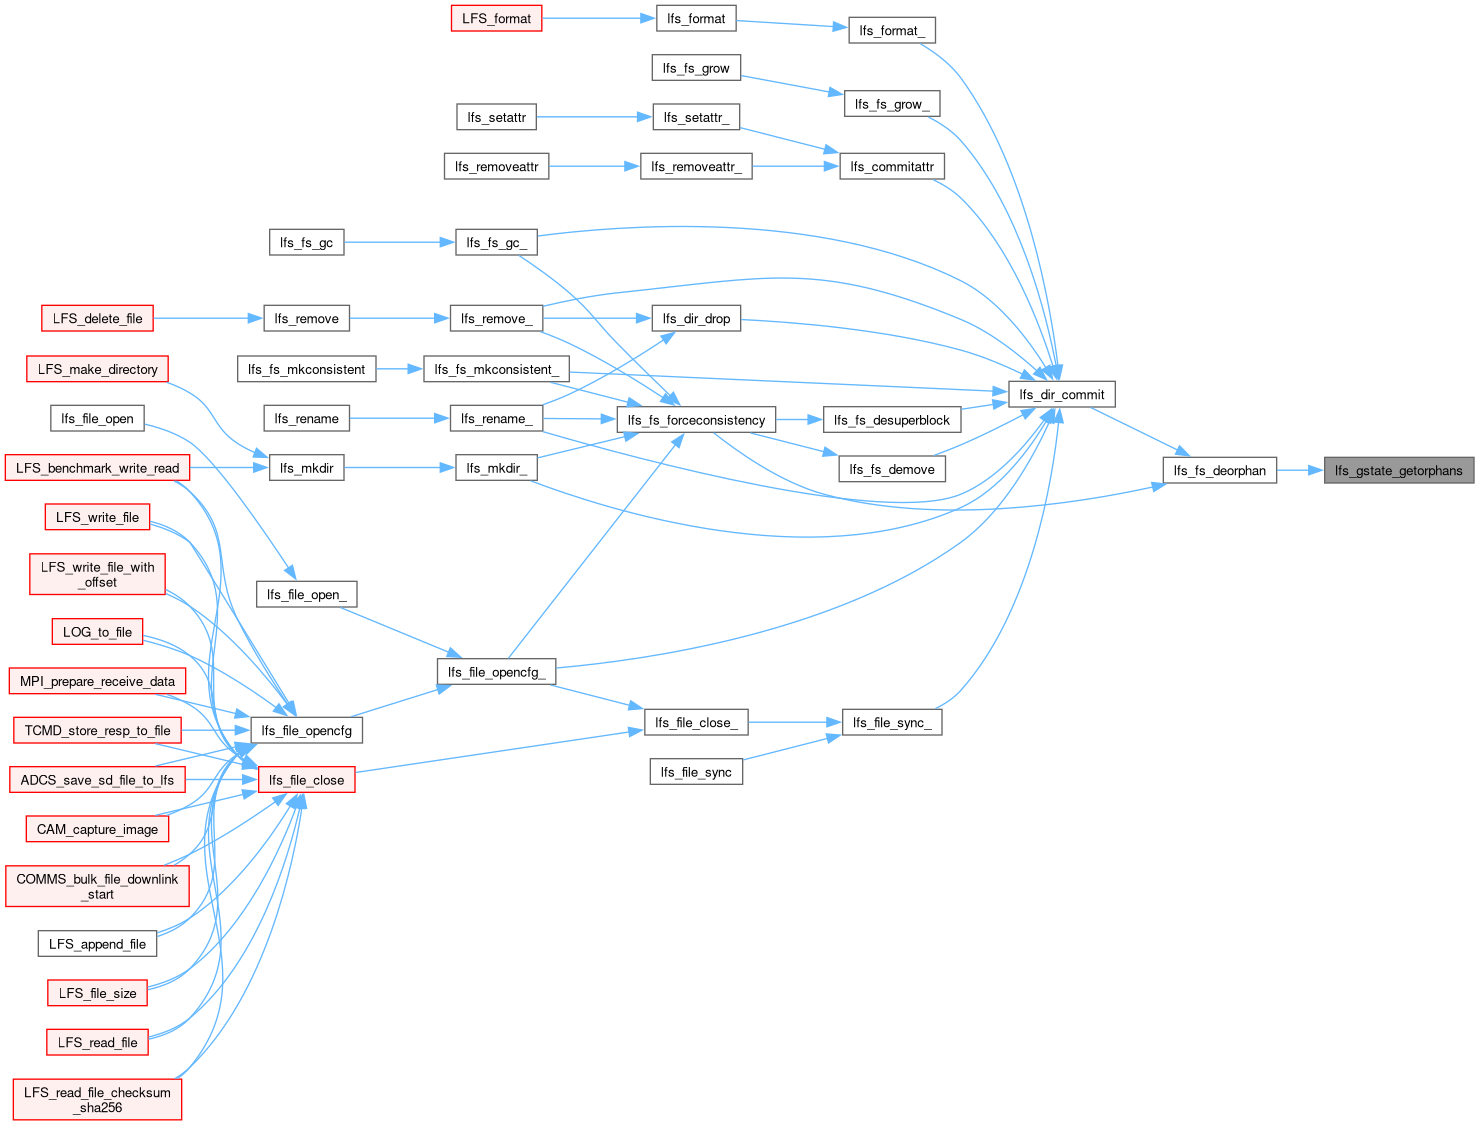 LFS_format
lfs_format
lfs_format_
lfs_fs_grow
lfs_fs_grow_
lfs_setattr
lfs_setattr_
lfs_removeattr
lfs_removeattr_
lfs_commitattr
lfs_fs_gc
lfs_fs_gc_
LFS_delete_file
lfs_remove
lfs_remove_
lfs_dir_drop
LFS_make_directory
lfs_fs_mkconsistent
lfs_fs_mkconsistent_
lfs_dir_commit
lfs_file_open
lfs_rename
lfs_rename_
lfs_fs_forceconsistency
lfs_fs_desuperblock
LFS_benchmark_write_read
lfs_mkdir
lfs_mkdir_
lfs_fs_demove
lfs_fs_deorphan
lfs_gstate_getorphans
LFS_write_file
LFS_write_file_with
_offset
lfs_file_open_
LOG_to_file
MPI_prepare_receive_data
lfs_file_opencfg_
TCMD_store_resp_to_file
lfs_file_opencfg
lfs_file_close_
lfs_file_sync_
ADCS_save_sd_file_to_lfs
lfs_file_close
lfs_file_sync
CAM_capture_image
COMMS_bulk_file_downlink
_start
LFS_append_file
LFS_file_size
LFS_read_file
LFS_read_file_checksum
_sha256